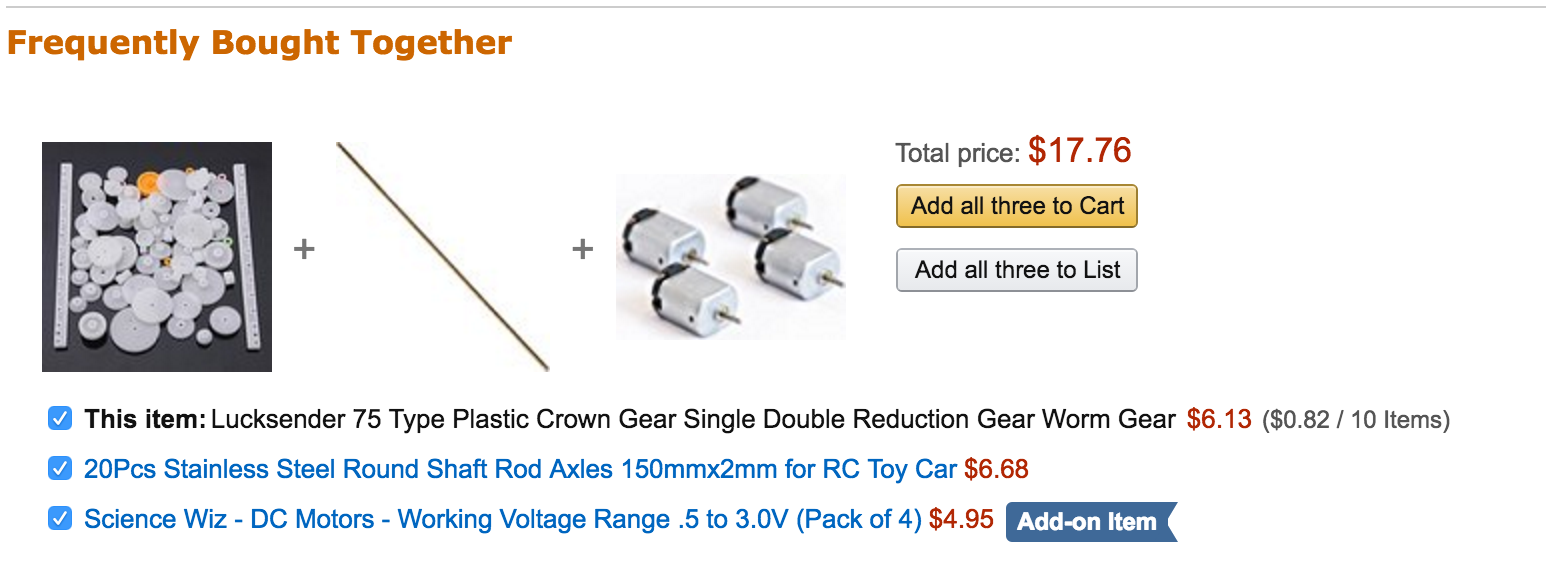 Frequently Bought Together
+
+
Total price: $17.76
Add all three to Cart
Add all three to List
This item: Lucksender 75 Type Plastic Crown Gear Single Double Reduction Gear Worm Gear $6.13 ($0.82 / 10 Items)
20Pcs Stainless Steel Round Shaft Rod Axles 150mmx2mm for RC Toy Car $6.68
Science Wiz - DC Motors - Working Voltage Range .5 to 3.0V (Pack of 4) $4.95 Add-on Item